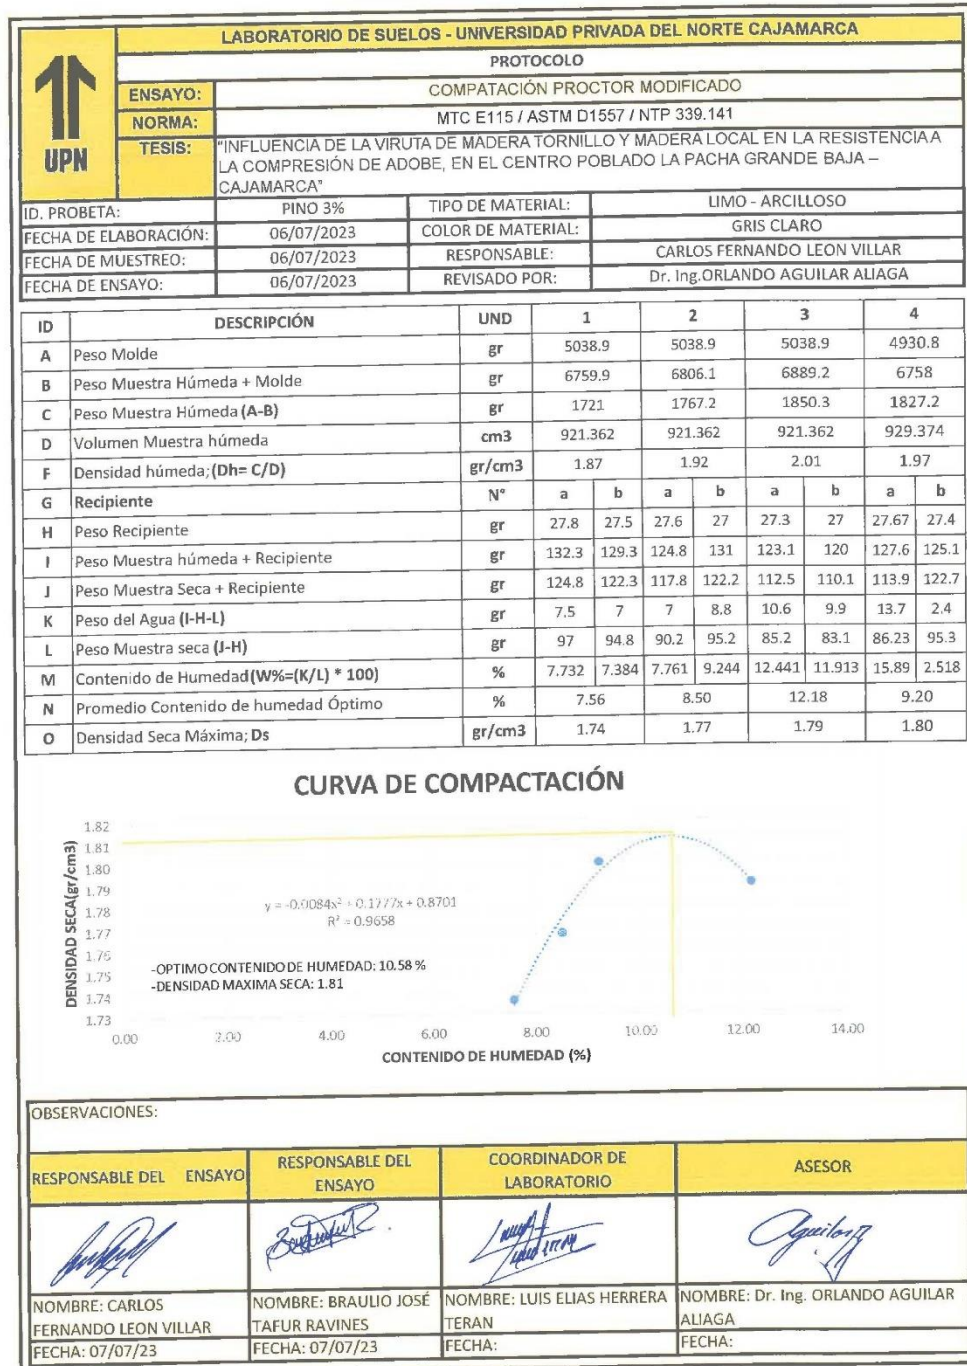 LABORATORIO DE SUELOS - UNIVERSIDAD PRIVADA DEL NORTE CAJAMARCA
PROTOCOLO
UPN
ENSAYO: COMPATACIÓN PROCTOR MODIFICADO
NORMA: MTC E115 / ASTM D1557 / NTP 339.141
TESIS: "INFLUENCIA DE LA VIRUTA DE MADERA TORNILLO Y MADERA LOCAL EN LA RESISTENCIA A
LA COMPRESIÓN DE ADOBE, EN EL CENTRO POBLADO LA PACHA GRANDE BAJA –
CAJAMARCA"
ID. PROBETA: PINO 3% TIPO DE MATERIAL: LIMO - ARCILLOSO
FECHA DE ELABORACIÓN: 06/07/2023 COLOR DE MATERIAL: GRIS CLARO
FECHA DE MUESTREO: 06/07/2023 RESPONSABLE: CARLOS FERNANDO LEON VILLAR
FECHA DE ENSAYO: 06/07/2023 REVISADO POR: Dr. Ing.ORLANDO AGUILAR ALIAGA
ID DESCRIPCIÓN UND 1 2 3 4
A Peso Molde gr 5038.9 5038.9 5038.9 4930.8
B Peso Muestra Húmeda + Molde gr 6759.9 6806.1 6889.2 6758
C Peso Muestra Húmeda (A-B) gr 1721 1767.2 1850.3 1827.2
D Volumen Muestra húmeda cm3 921.362 921.362 921.362 929.374
F Densidad húmeda;(Dh= C/D) gr/cm3 1.87 1.92 2.01 1.97
G Recipiente N° a b a b a b a b
H Peso Recipiente gr 27.8 27.5 27.6 27 27.3 27 27.67 27.4
I Peso Muestra húmeda + Recipiente gr 132.3 129.3 124.8 131 123.1 120 127.6 125.1
J Peso Muestra Seca + Recipiente gr 124.8 122.3 117.8 122.2 112.5 110.1 113.9 122.7
K Peso del Agua (I-H-L) gr 7.5 7 7 8.8 10.6 9.9 13.7 2.4
L Peso Muestra seca (J-H) gr 97 94.8 90.2 95.2 85.2 83.1 86.23 95.3
M Contenido de Humedad(W%=(K/L) * 100) % 7.732 7.384 7.761 9.244 12.441 11.913 15.89 2.518
N Promedio Contenido de humedad Óptimo % 7.56 8.50 12.18 9.20
O Densidad Seca Máxima; Ds gr/cm3 1.74 1.77 1.79 1.80
CURVA DE COMPACTACIÓN
DENSIDAD SECA(gr/cm3)
1.82
1.81
1.80
1.79
1.78
1.77
1.76
1.75
1.74
1.73
y = -0.0084x² + 0.1777x + 0.8701
R² = 0.9658
-OPTIMO CONTENIDO DE HUMEDAD: 10.58 %
-DENSIDAD MAXIMA SECA: 1.81
0.00 2.00 4.00 6.00 8.00 10.00 12.00 14.00
CONTENIDO DE HUMEDAD (%)
OBSERVACIONES:
RESPONSABLE DEL ENSAYO RESPONSABLE DEL ENSAYO COORDINADOR DE LABORATORIO ASESOR
NOMBRE: CARLOS FERNANDO LEON VILLAR NOMBRE: BRAULIO JOSÉ TAFUR RAVINES NOMBRE: LUIS ELIAS HERRERA TERAN NOMBRE: Dr. Ing. ORLANDO AGUILAR ALIAGA
FECHA: 07/07/23 FECHA: 07/07/23 FECHA: FECHA: